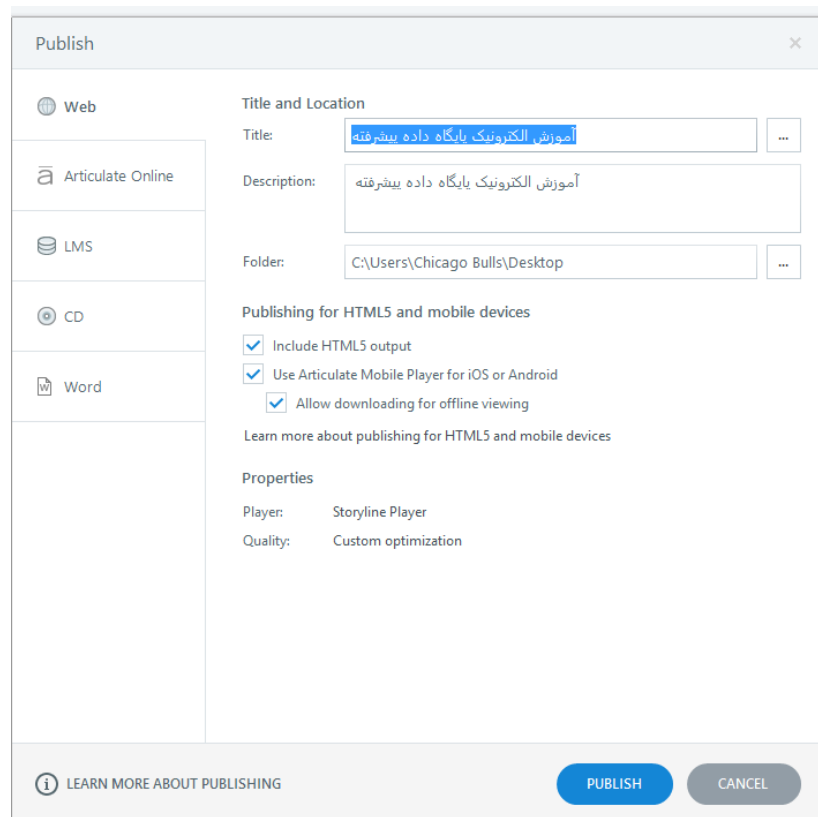 Publish
Web
Articulate Online
LMS
CD
Word
Title and Location
Title: آموزش الکترونیک پایگاه داده پیشرفته ...
Description: آموزش الکترونیک پایگاه داده پیشرفته
Folder: C:\Users\Chicago Bulls\Desktop ...
Publishing for HTML5 and mobile devices
Include HTML5 output
Use Articulate Mobile Player for iOS or Android
Allow downloading for offline viewing
Learn more about publishing for HTML5 and mobile devices
Properties
Player: Storyline Player
Quality: Custom optimization
LEARN MORE ABOUT PUBLISHING
PUBLISH
CANCEL